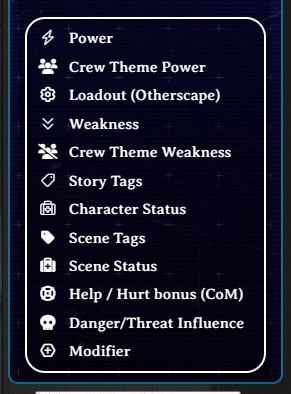 Power
Crew Theme Power
Loadout (Otherscape)
Weakness
Crew Theme Weakness
Story Tags
Character Status
Scene Tags
Scene Status
Help / Hurt bonus (CoM)
Danger/Threat Influence
Modifier